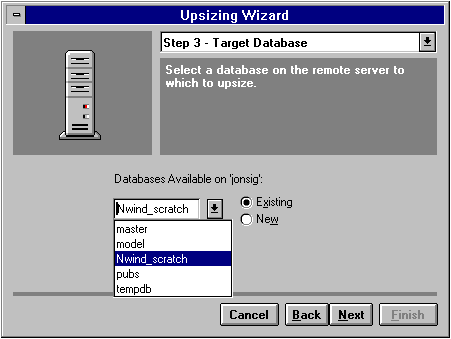 Upsizing Wizard
Step 3 - Target Database
Select a database on the remote server to
which to upsize.
Databases Available on 'jonsig':
Nwind_scratch
Existing
New
master
model
Nwind_scratch
pubs
tempdb
Cancel
Back
Next
Finish